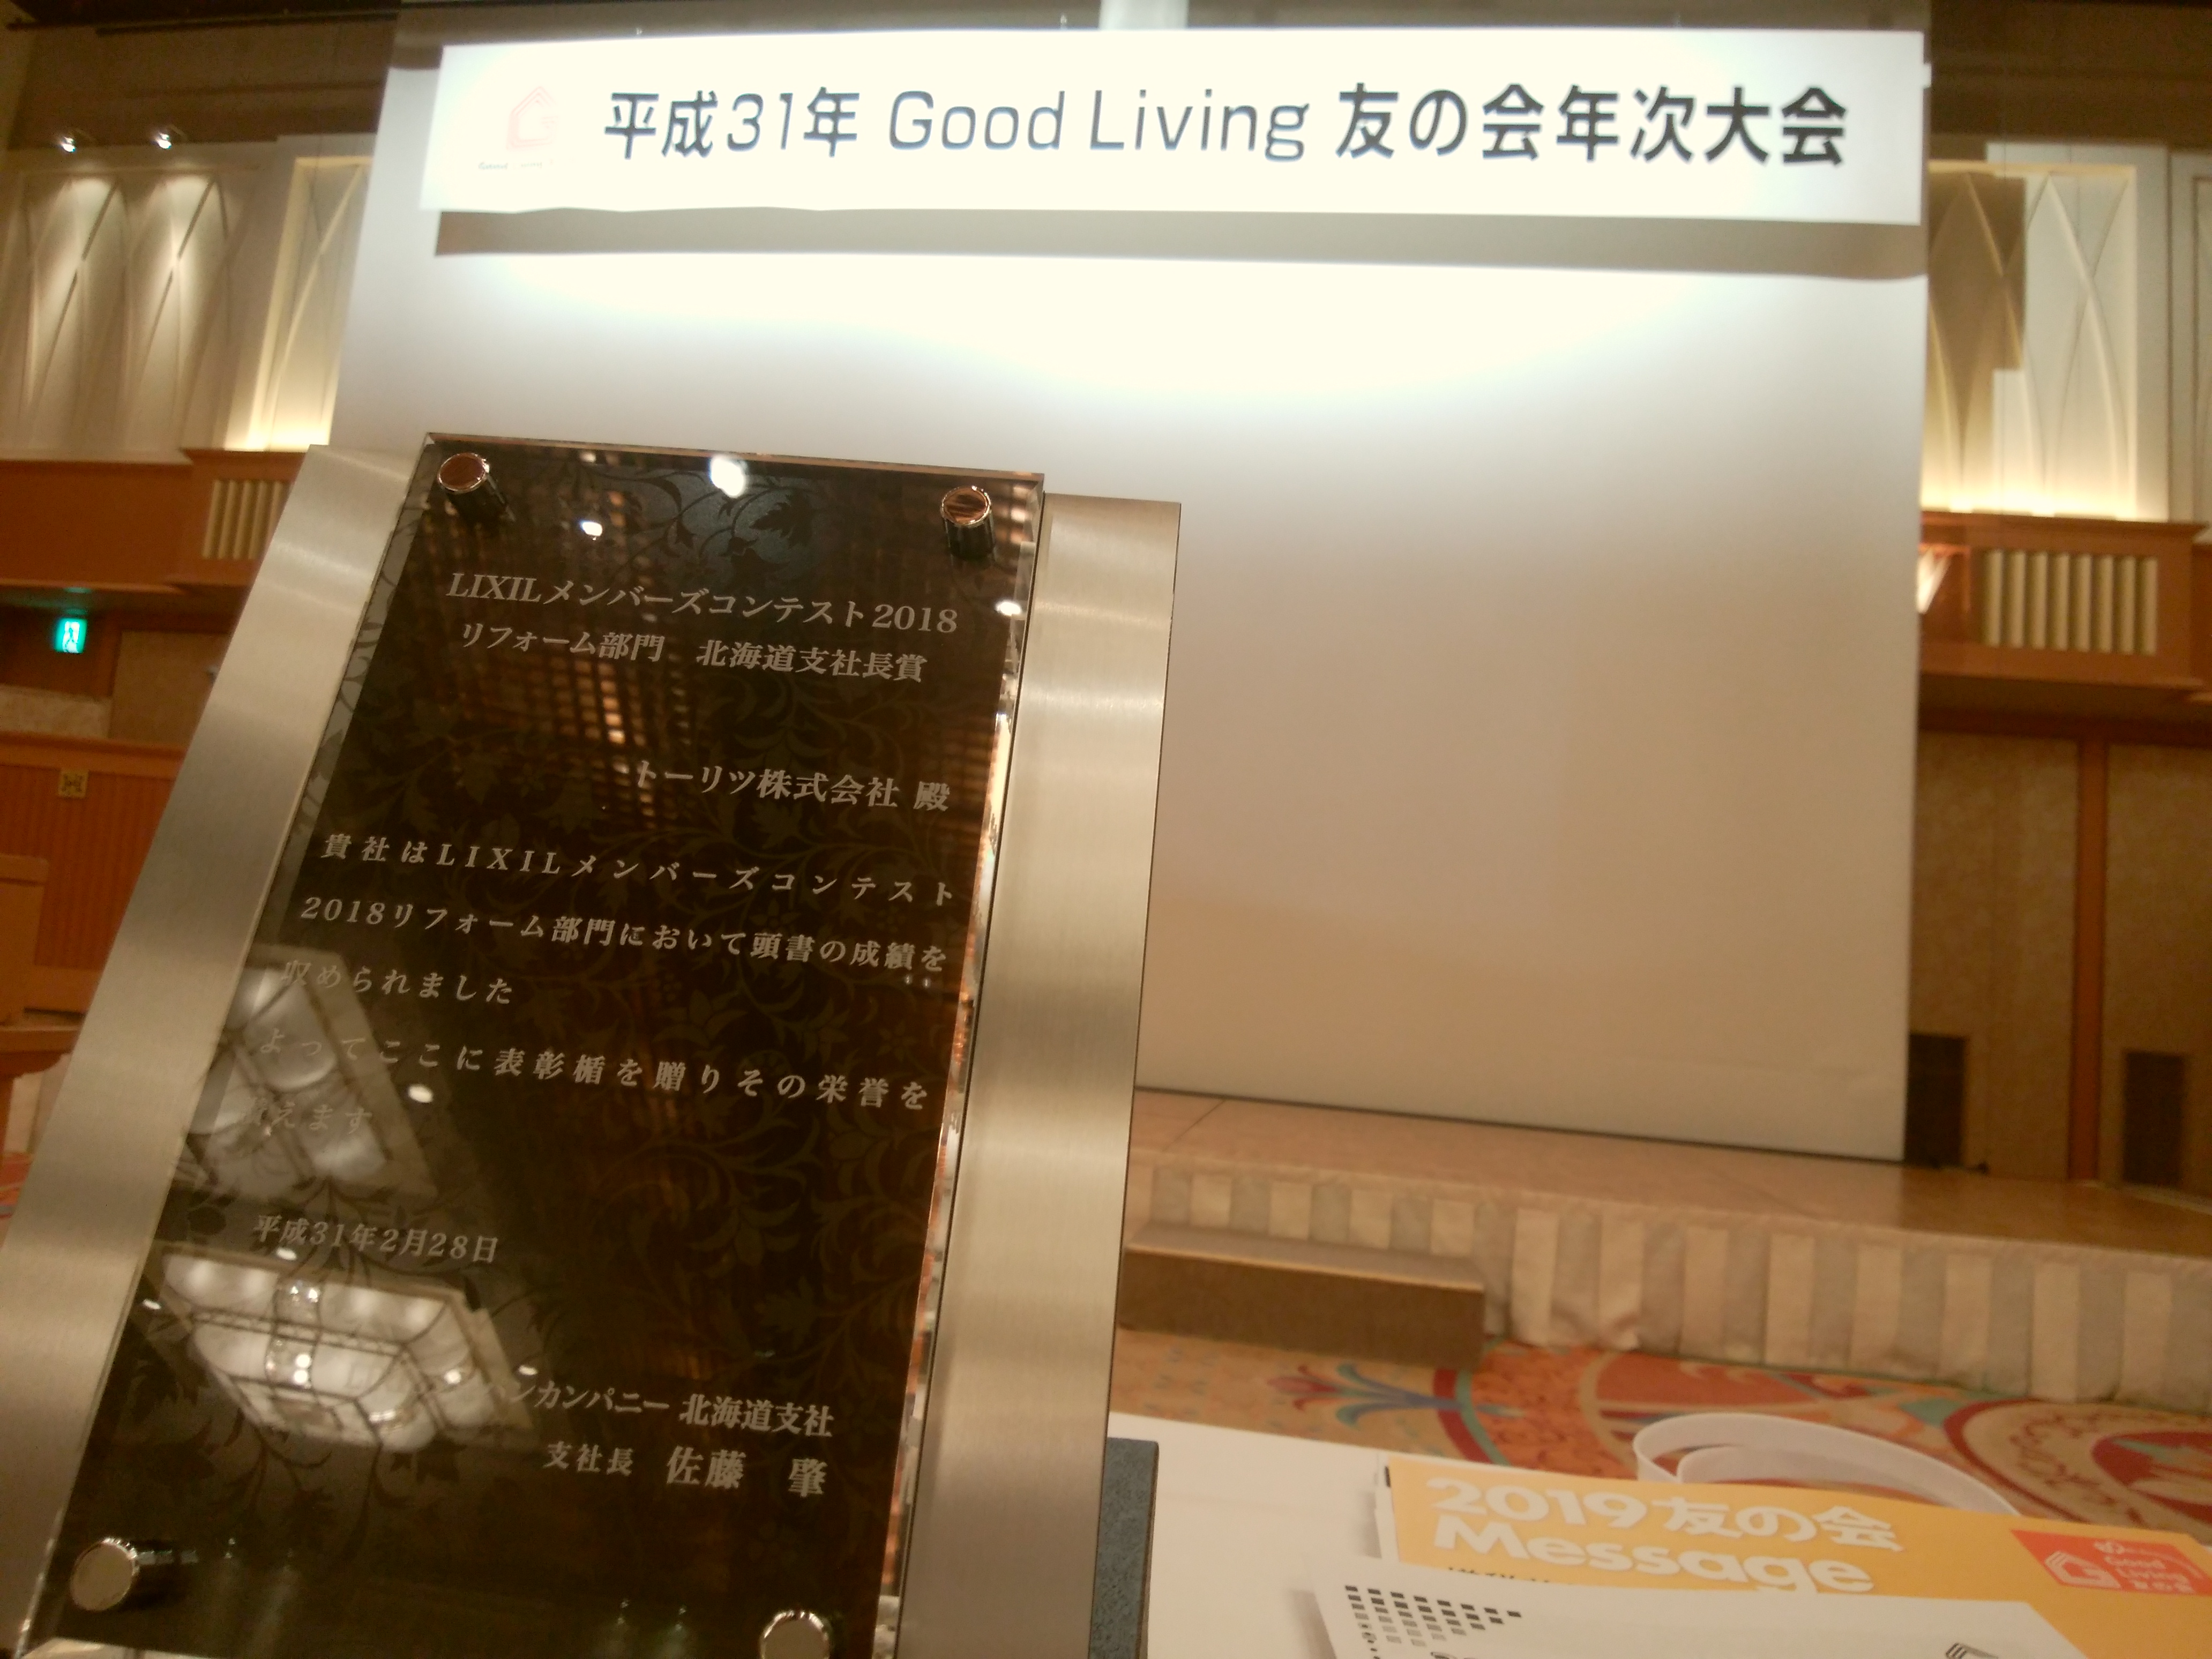 平成31年 Good Living 友の会年次大会
LIXILメンバーズコンテスト2018
リフォーム部門 北海道支社長賞
トーリツ株式会社 殿
貴社はLIXILメンバーズコンテスト
2018リフォーム部門において頭書の成績を
収められました
よってここに表彰楯を贈りその栄誉を
えます
平成31年2月28日
ンカンパニー 北海道支社
支社長 佐藤 肇
2019友の会
Message
Good
Living
友の会